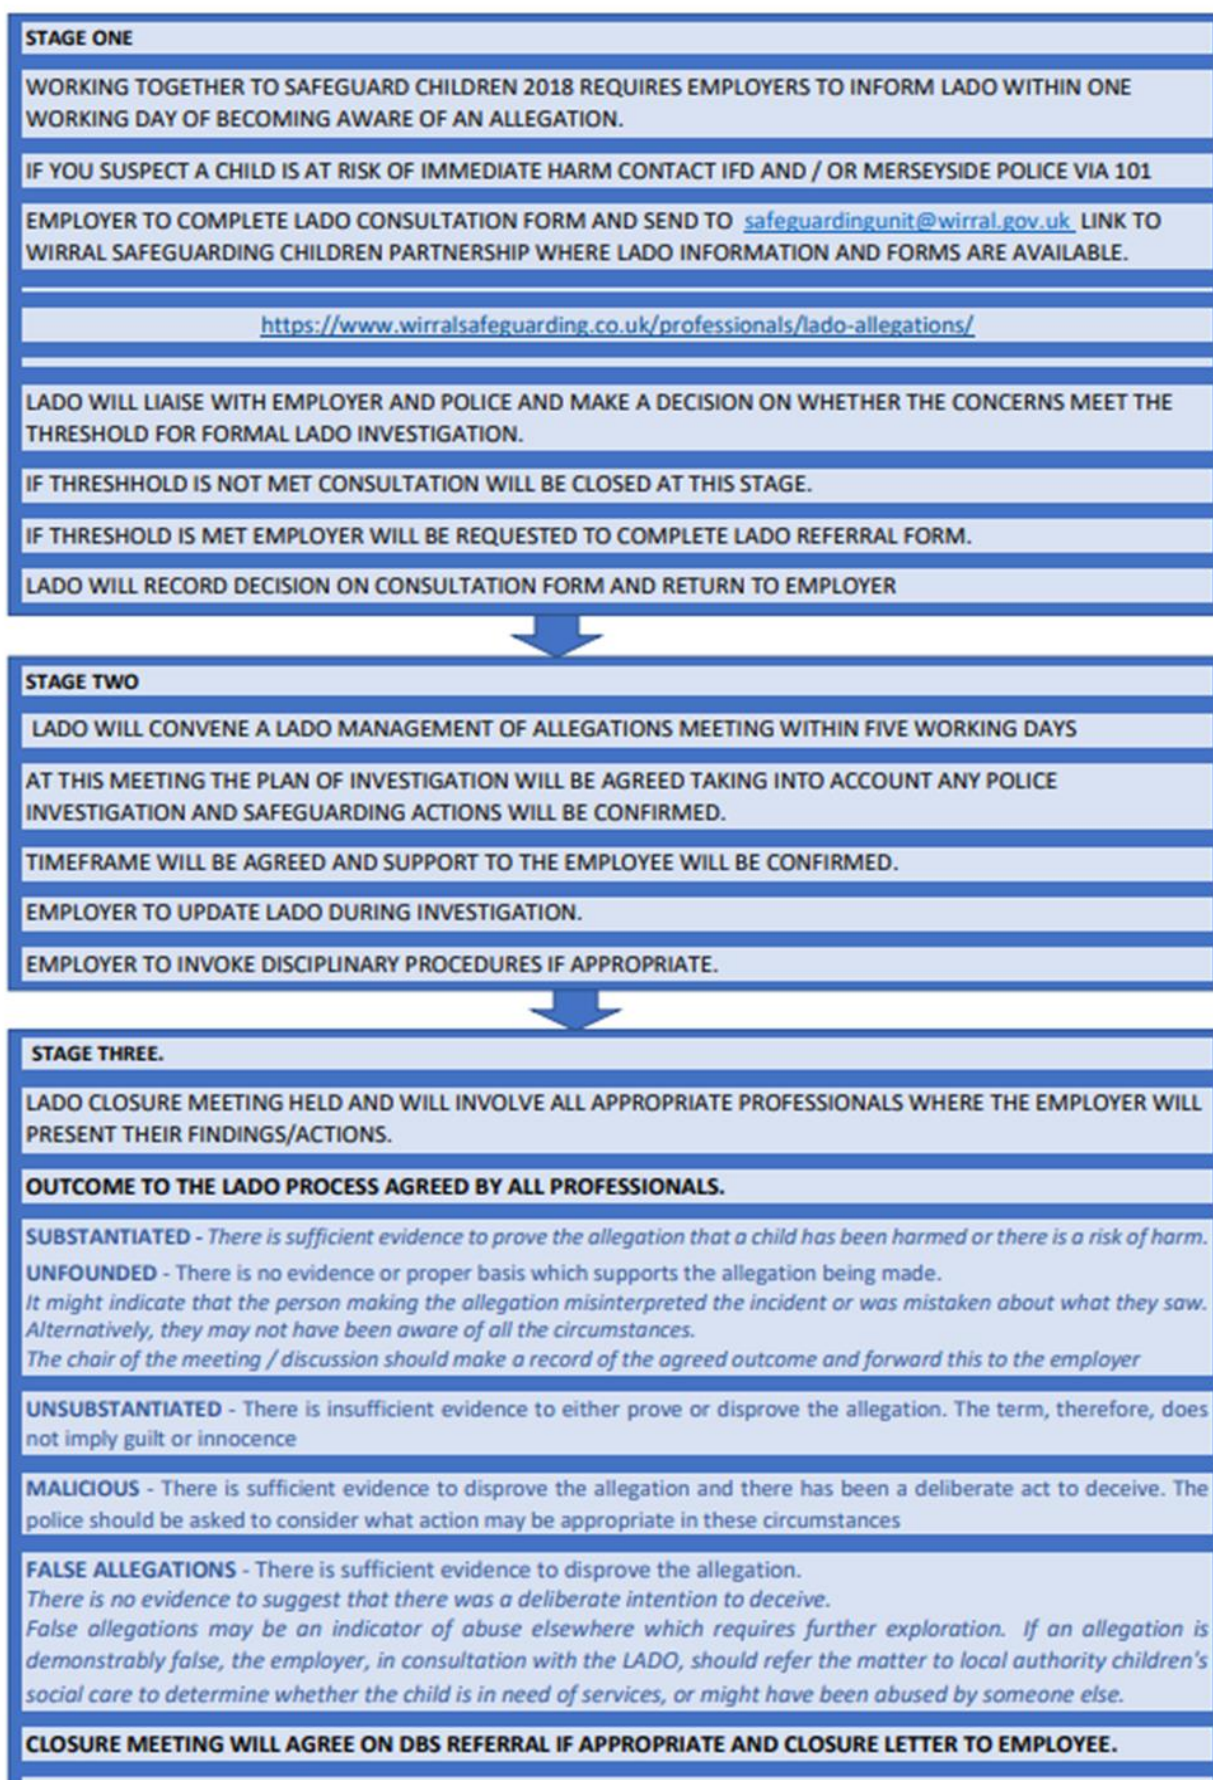 STAGE ONE
WORKING TOGETHER TO SAFEGUARD CHILDREN 2018 REQUIRES EMPLOYERS TO INFORM LADO WITHIN ONE
WORKING DAY OF BECOMING AWARE OF AN ALLEGATION.
IF YOU SUSPECT A CHILD IS AT RISK OF IMMEDIATE HARM CONTACT IFD AND / OR MERSEYSIDE POLICE VIA 101
EMPLOYER TO COMPLETE LADO CONSULTATION FORM AND SEND TO safeguardingunit@wirral.gov.uk LINK TO
WIRRAL SAFEGUARDING CHILDREN PARTNERSHIP WHERE LADO INFORMATION AND FORMS ARE AVAILABLE.
https://www.wirralsafeguarding.co.uk/professionals/lado-allegations/
LADO WILL LIAISE WITH EMPLOYER AND POLICE AND MAKE A DECISION ON WHETHER THE CONCERNS MEET THE
THRESHOLD FOR FORMAL LADO INVESTIGATION.
IF THRESHHOLD IS NOT MET CONSULTATION WILL BE CLOSED AT THIS STAGE.
IF THRESHOLD IS MET EMPLOYER WILL BE REQUESTED TO COMPLETE LADO REFERRAL FORM.
LADO WILL RECORD DECISION ON CONSULTATION FORM AND RETURN TO EMPLOYER
STAGE TWO
LADO WILL CONVENE A LADO MANAGEMENT OF ALLEGATIONS MEETING WITHIN FIVE WORKING DAYS
AT THIS MEETING THE PLAN OF INVESTIGATION WILL BE AGREED TAKING INTO ACCOUNT ANY POLICE
INVESTIGATION AND SAFEGUARDING ACTIONS WILL BE CONFIRMED.
TIMEFRAME WILL BE AGREED AND SUPPORT TO THE EMPLOYEE WILL BE CONFIRMED.
EMPLOYER TO UPDATE LADO DURING INVESTIGATION.
EMPLOYER TO INVOKE DISCIPLINARY PROCEDURES IF APPROPRIATE.
STAGE THREE.
LADO CLOSURE MEETING HELD AND WILL INVOLVE ALL APPROPRIATE PROFESSIONALS WHERE THE EMPLOYER WILL
PRESENT THEIR FINDINGS/ACTIONS.
OUTCOME TO THE LADO PROCESS AGREED BY ALL PROFESSIONALS.
SUBSTANTIATED - There is sufficient evidence to prove the allegation that a child has been harmed or there is a risk of harm.
UNFOUNDED - There is no evidence or proper basis which supports the allegation being made.
It might indicate that the person making the allegation misinterpreted the incident or was mistaken about what they saw.
Alternatively, they may not have been aware of all the circumstances.
The chair of the meeting / discussion should make a record of the agreed outcome and forward this to the employer
UNSUBSTANTIATED - There is insufficient evidence to either prove or disprove the allegation. The term, therefore, does
not imply guilt or innocence
MALICIOUS - There is sufficient evidence to disprove the allegation and there has been a deliberate act to deceive. The
police should be asked to consider what action may be appropriate in these circumstances
FALSE ALLEGATIONS - There is sufficient evidence to disprove the allegation.
There is no evidence to suggest that there was a deliberate intention to deceive.
False allegations may be an indicator of abuse elsewhere which requires further exploration. If an allegation is
demonstrably false, the employer, in consultation with the LADO, should refer the matter to local authority children's
social care to determine whether the child is in need of services, or might have been abused by someone else.
CLOSURE MEETING WILL AGREE ON DBS REFERRAL IF APPROPRIATE AND CLOSURE LETTER TO EMPLOYEE.